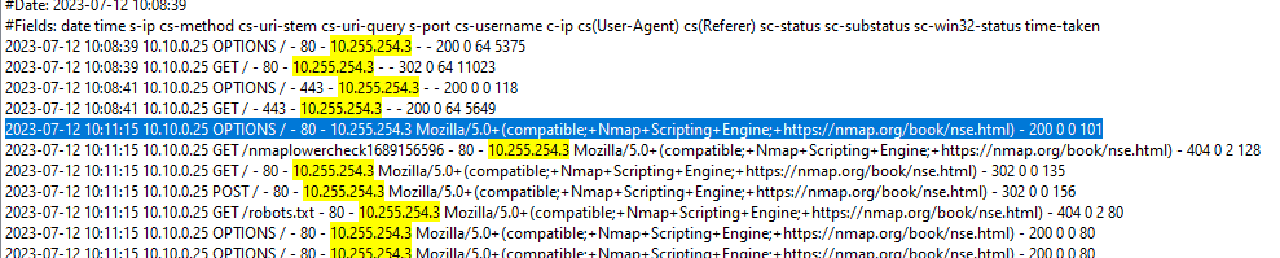 #Date: 2023-07-12 10:08:39
#Fields: date time s-ip cs-method cs-uri-stem cs-uri-query s-port cs-username c-ip cs(User-Agent) cs(Referer) sc-status sc-substatus sc-win32-status time-taken
2023-07-12 10:08:39 10.10.0.25 OPTIONS / - 80 - 10.255.254.3 - - 200 0 64 5375
2023-07-12 10:08:39 10.10.0.25 GET / - 80 - 10.255.254.3 - - 302 0 64 11023
2023-07-12 10:08:41 10.10.0.25 OPTIONS / - 443 - 10.255.254.3 - - 200 0 0 118
2023-07-12 10:08:41 10.10.0.25 GET / - 443 - 10.255.254.3 - - 200 0 64 5649
2023-07-12 10:11:15 10.10.0.25 OPTIONS / - 80 - 10.255.254.3 Mozilla/5.0+(compatible;+Nmap+Scripting+Engine;+https://nmap.org/book/nse.html) - 200 0 0 101
2023-07-12 10:11:15 10.10.0.25 GET /nmaplowercheck1689156596 - 80 - 10.255.254.3 Mozilla/5.0+(compatible;+Nmap+Scripting+Engine;+https://nmap.org/book/nse.html) - 404 0 2 128
2023-07-12 10:11:15 10.10.0.25 GET / - 80 - 10.255.254.3 Mozilla/5.0+(compatible;+Nmap+Scripting+Engine;+https://nmap.org/book/nse.html) - 302 0 0 135
2023-07-12 10:11:15 10.10.0.25 POST / - 80 - 10.255.254.3 Mozilla/5.0+(compatible;+Nmap+Scripting+Engine;+https://nmap.org/book/nse.html) - 302 0 0 156
2023-07-12 10:11:15 10.10.0.25 GET /robots.txt - 80 - 10.255.254.3 Mozilla/5.0+(compatible;+Nmap+Scripting+Engine;+https://nmap.org/book/nse.html) - 404 0 2 80
2023-07-12 10:11:15 10.10.0.25 OPTIONS / - 80 - 10.255.254.3 Mozilla/5.0+(compatible;+Nmap+Scripting+Engine;+https://nmap.org/book/nse.html) - 200 0 0 80
2023-07-12 10:11:15 10.10.0.25 OPTIONS / - 80 - 10.255.254.3 Mozilla/5.0+(compatible;+Nmap+Scripting+Engine;+https://nmap.org/book/nse.html) - 200 0 0 80